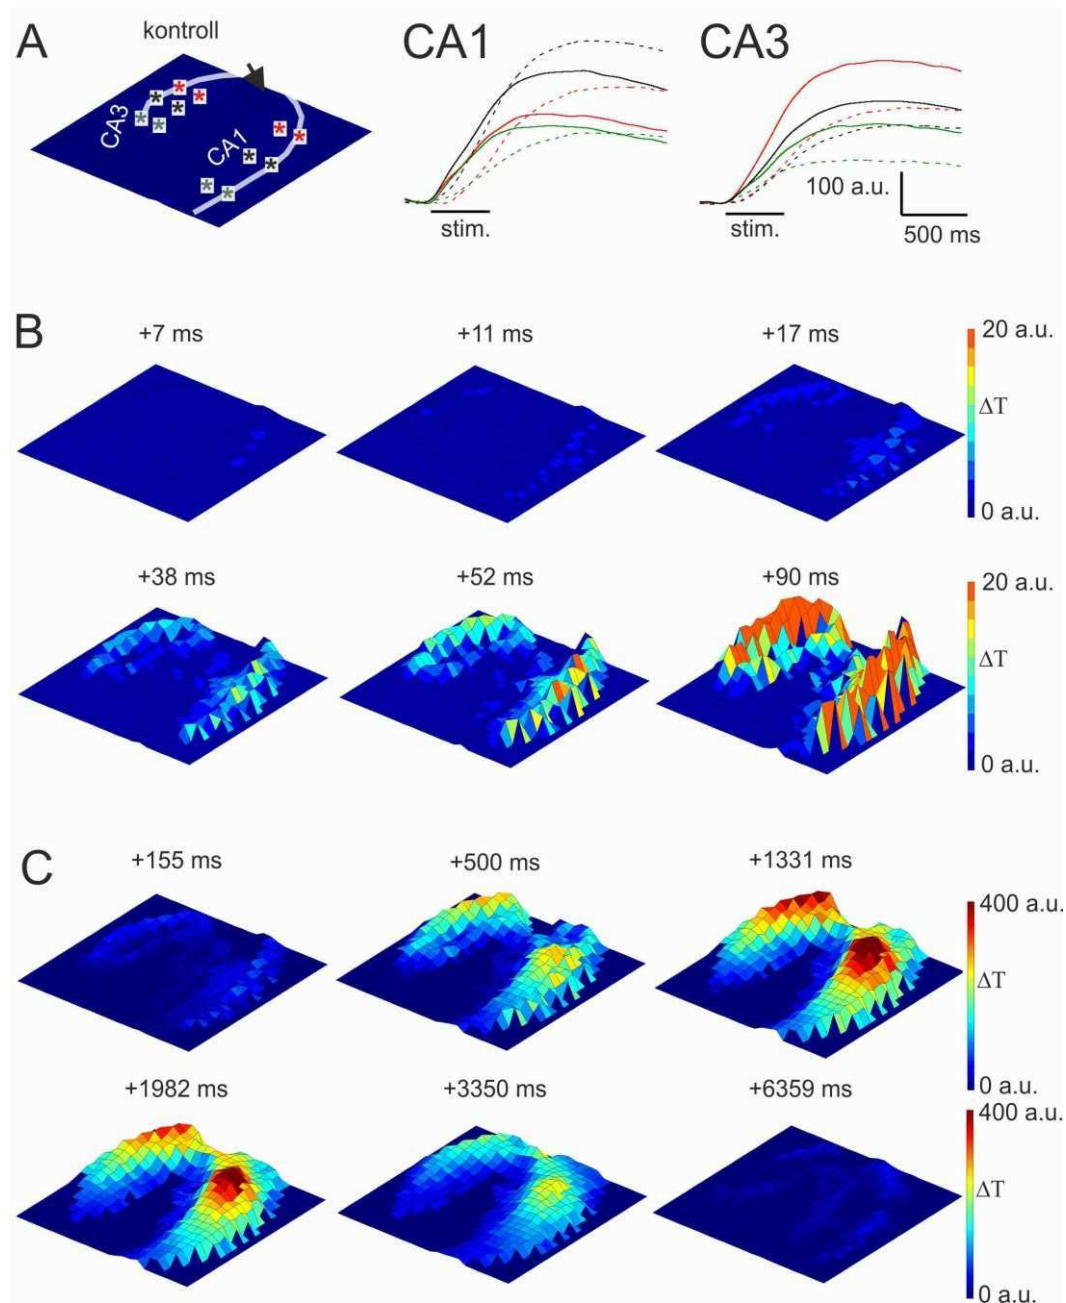 A
kontroll
CA3
CA1
CA1
stim.
CA3
stim.
100 a.u.
500 ms
B
+7 ms
+11 ms
+17 ms
20 a.u.
ΔT
0 a.u.
+38 ms
+52 ms
+90 ms
20 a.u.
ΔT
0 a.u.
C
+155 ms
+500 ms
+1331 ms
400 a.u.
ΔT
0 a.u.
+1982 ms
+3350 ms
+6359 ms
400 a.u.
ΔT
0 a.u.